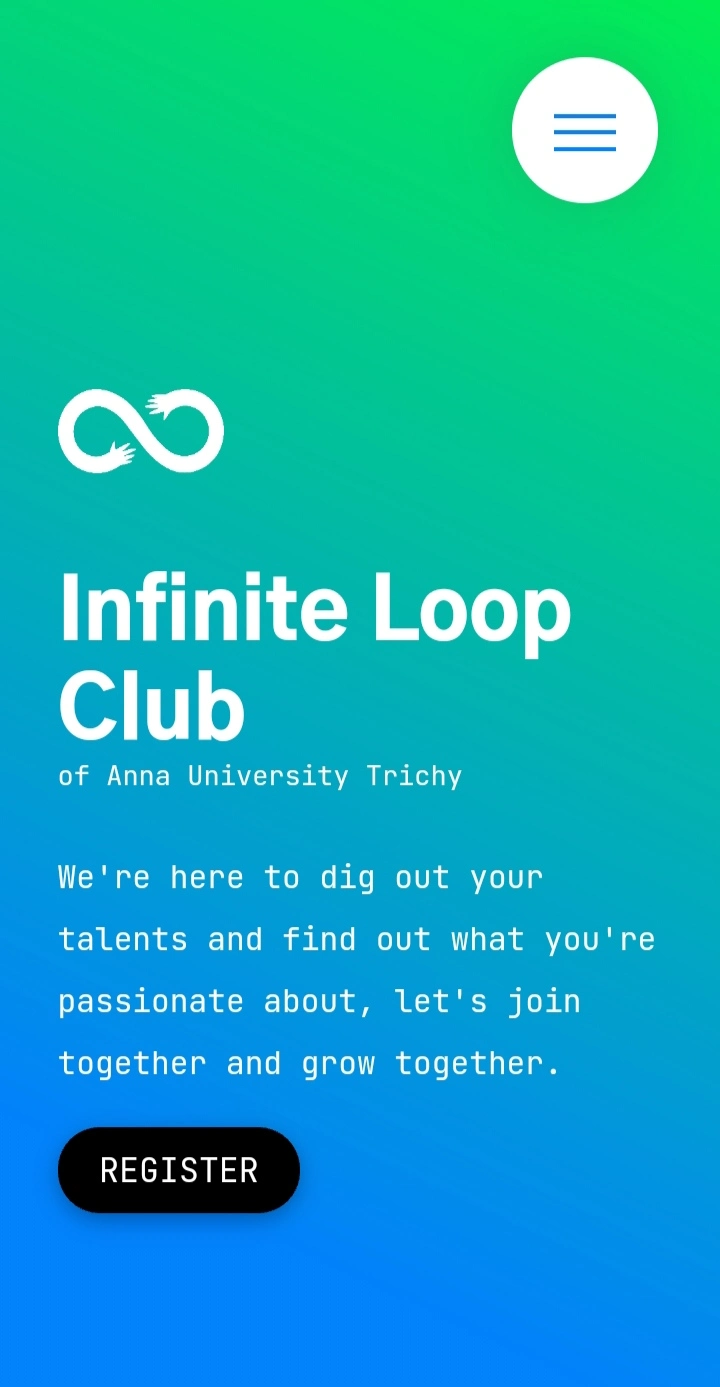 Infinite Loop
Club
of Anna University Trichy
We're here to dig out your
talents and find out what you're
passionate about, let's join
together and grow together.
REGISTER